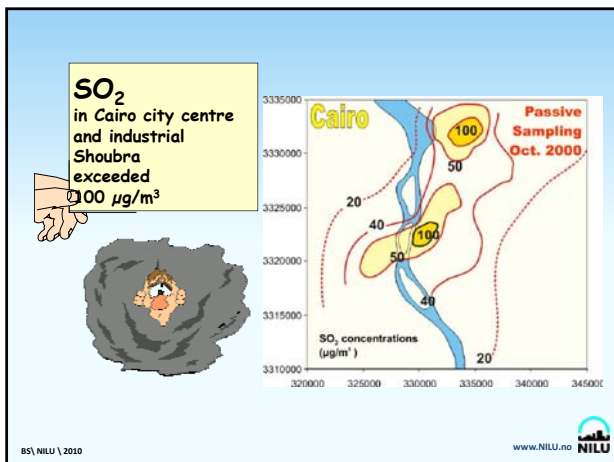 SO₂
in Cairo city centre
and industrial
Shoubra
exceeded
100 µg/m³
Cairo
Passive
Sampling
Oct. 2000
3335000
3330000
3325000
3320000
3315000
3310000
100
50
20
40
100
50
40
20
SO₂ concentrations
(µg/m³)
320000 325000 330000 335000 340000 345000
BS\ NILU \ 2010
www.NILU.no NILU